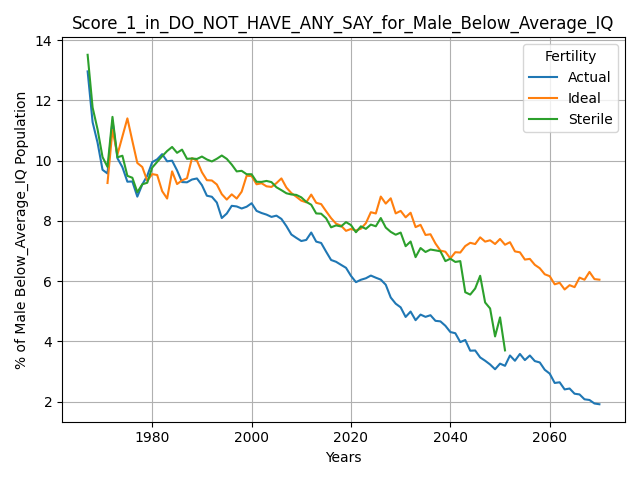 Score_1_in_DO_NOT_HAVE_ANY_SAY_for_Male_Below_Average_IQ
% of Male Below_Average_IQ Population
14
12
10
8
6
4
2
Fertility
Actual
Ideal
Sterile
1980 2000 2020 2040 2060
Years